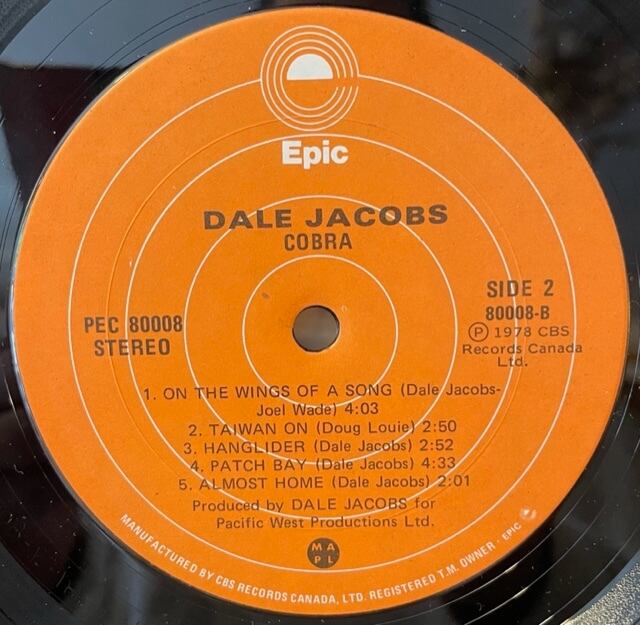 Epic
DALE JACOBS
COBRA
PEC 80008
STEREO
SIDE 2
80008-B
Ⓟ 1978 CBS
Records Canada
Ltd.
1. ON THE WINGS OF A SONG (Dale Jacobs-
Joel Wade) 4:03
2. TAIWAN ON (Doug Louie) 2:50
3. HANGLIDER (Dale Jacobs) 2:52
4. PATCH BAY (Dale Jacobs) 4:33
5. ALMOST HOME (Dale Jacobs) 2:01
Produced by DALE JACOBS for
Pacific West Productions Ltd.
M A
P L
MANUFACTURED BY CBS RECORDS CANADA, LTD. REGISTERED T.M. OWNER · EPIC